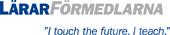 LÄRARFÖRMEDLARNA
"I touch the future. I teach."